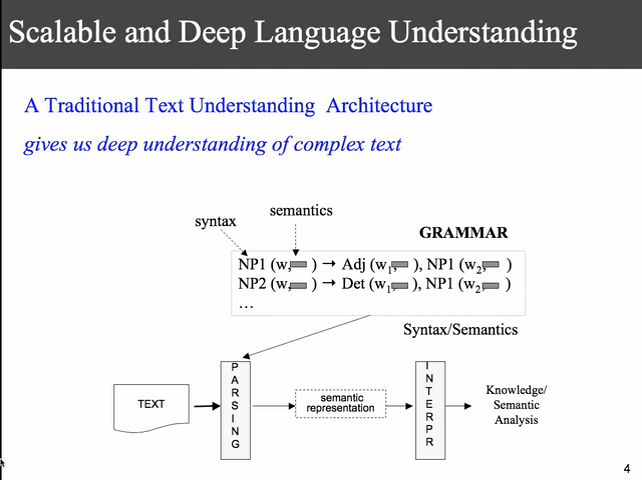 Scalable and Deep Language Understanding
A Traditional Text Understanding Architecture
gives us deep understanding of complex text
semantics
syntax
GRAMMAR
NP1 (w, ) → Adj (w1, ), NP1 (w2, )
NP2 (w, ) → Det (w1, ), NP1 (w2, )
…
Syntax/Semantics
TEXT
PARSING
semantic
representation
INTERPR
Knowledge/
Semantic
Analysis
4